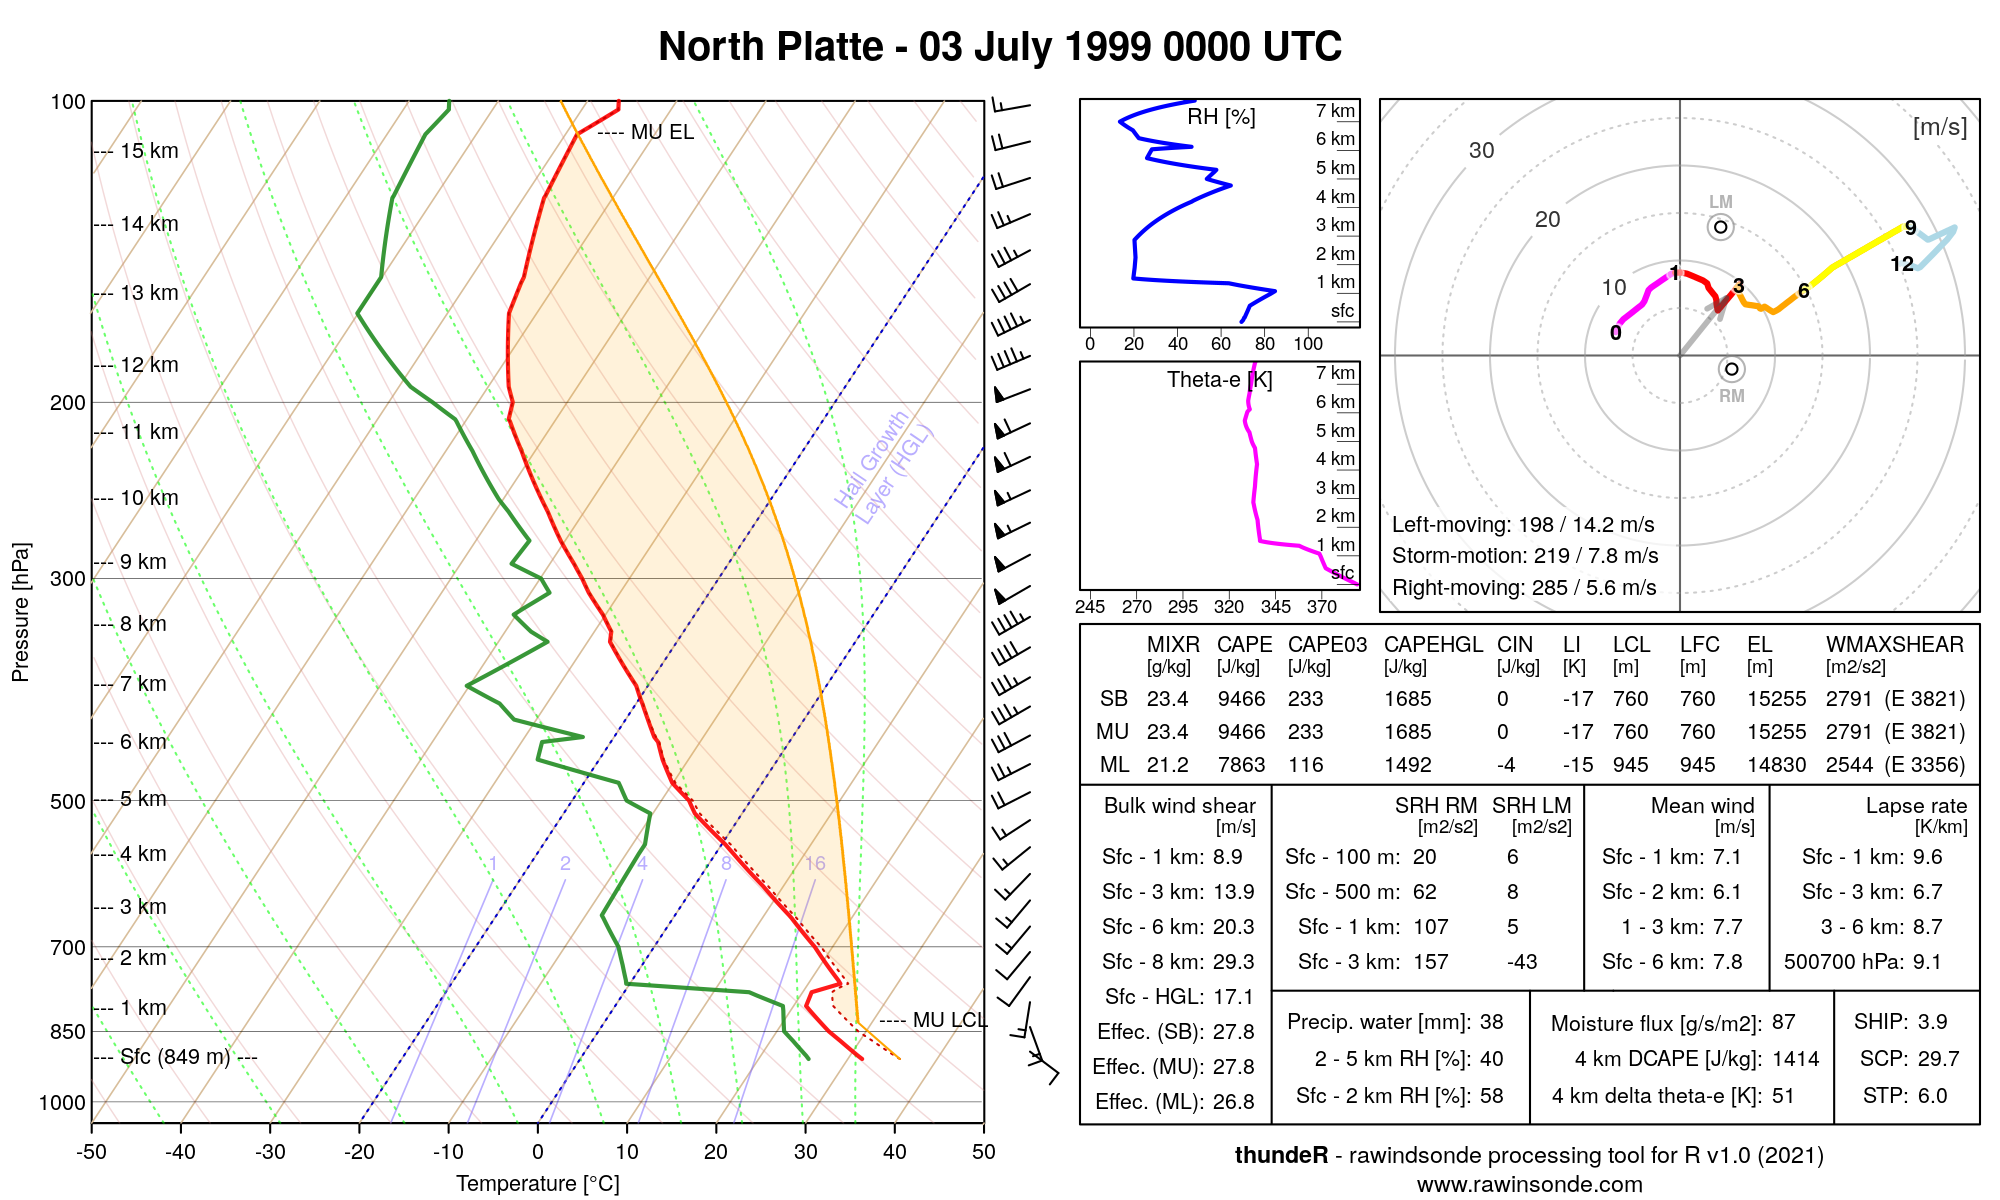 North Platte - 03 July 1999 0000 UTC
100
200
300
500
700
850
1000
Pressure [hPa]
--- 15 km
--- 14 km
--- 13 km
--- 12 km
--- 11 km
--- 10 km
--- 9 km
--- 8 km
--- 7 km
--- 6 km
--- 5 km
--- 4 km
--- 3 km
--- 2 km
--- 1 km
--- Sfc (849 m) ---
---- MU EL
Hail Growth
Layer (HGL)
1 2 4 8 16
---- MU LCL
-50 -40 -30 -20 -10 0 10 20 30 40 50
Temperature [°C]
RH [%]
7 km
6 km
5 km
4 km
3 km
2 km
1 km
sfc
0 20 40 60 80 100
Theta-e [K]
7 km
6 km
5 km
4 km
3 km
2 km
1 km
sfc
245 270 295 320 345 370
[m/s]
30
20
10
LM
RM
0 1 3 6 9 12
Left-moving: 198 / 14.2 m/s
Storm-motion: 219 / 7.8 m/s
Right-moving: 285 / 5.6 m/s
MIXR CAPE CAPE03 CAPEHGL CIN LI LCL LFC EL WMAXSHEAR
[g/kg] [J/kg] [J/kg] [J/kg] [J/kg] [K] [m] [m] [m] [m2/s2]
SB 23.4 9466 233 1685 0 -17 760 760 15255 2791 (E 3821)
MU 23.4 9466 233 1685 0 -17 760 760 15255 2791 (E 3821)
ML 21.2 7863 116 1492 -4 -15 945 945 14830 2544 (E 3356)
Bulk wind shear
[m/s]
Sfc - 1 km: 8.9
Sfc - 3 km: 13.9
Sfc - 6 km: 20.3
Sfc - 8 km: 29.3
Sfc - HGL: 17.1
Effec. (SB): 27.8
Effec. (MU): 27.8
Effec. (ML): 26.8
SRH RM SRH LM
[m2/s2] [m2/s2]
Sfc - 100 m: 20 6
Sfc - 500 m: 62 8
Sfc - 1 km: 107 5
Sfc - 3 km: 157 -43
Mean wind
[m/s]
Sfc - 1 km: 7.1
Sfc - 2 km: 6.1
1 - 3 km: 7.7
Sfc - 6 km: 7.8
Lapse rate
[K/km]
Sfc - 1 km: 9.6
Sfc - 3 km: 6.7
3 - 6 km: 8.7
500700 hPa: 9.1
Precip. water [mm]: 38
2 - 5 km RH [%]: 40
Sfc - 2 km RH [%]: 58
Moisture flux [g/s/m2]: 87
4 km DCAPE [J/kg]: 1414
4 km delta theta-e [K]: 51
SHIP: 3.9
SCP: 29.7
STP: 6.0
thundeR - rawindsonde processing tool for R v1.0 (2021)
www.rawinsonde.com